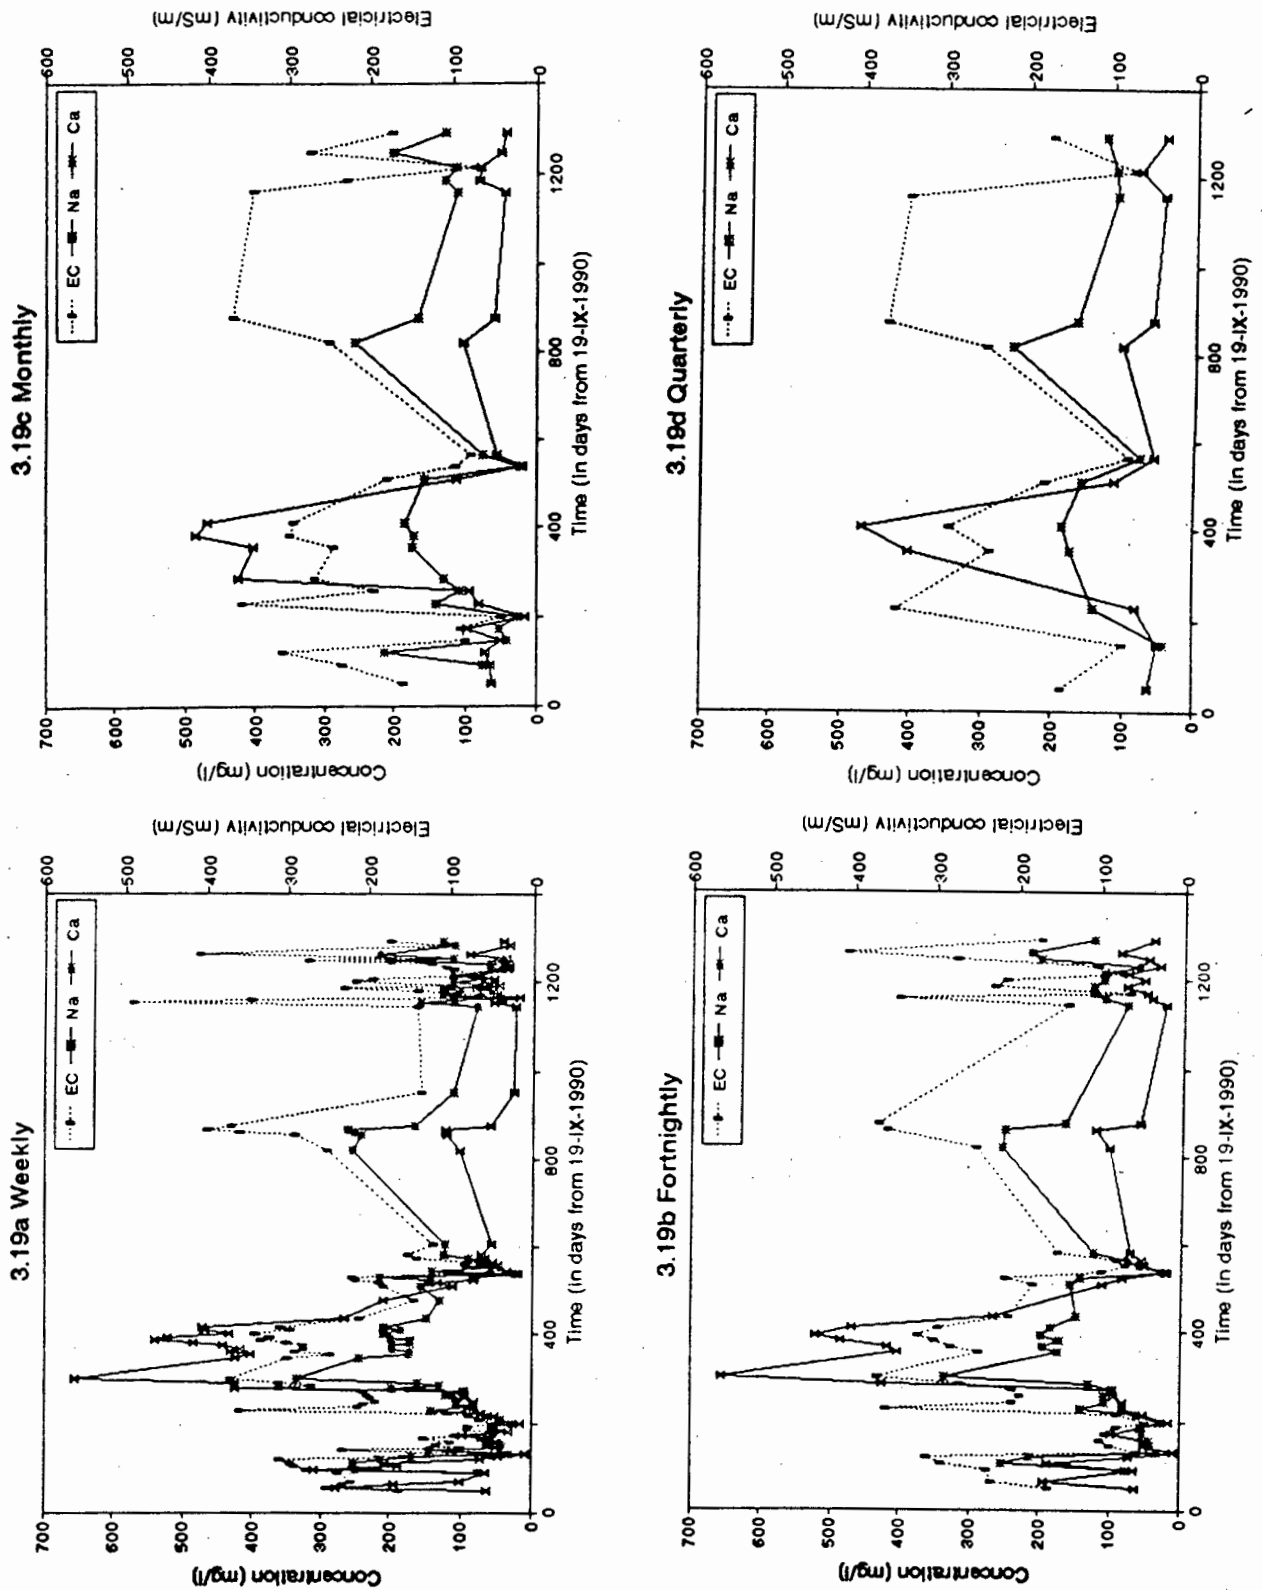 3.19a Weekly
EC Na Ca
Concentration (mg/l)
700
600
500
400
300
200
100
0
Electricial conductivity (mS/m)
600
500
400
300
200
100
0
0 400 800 1200
Time (in days from 19-IX-1990)
3.19c Monthly
EC Na Ca
Concentration (mg/l)
700
600
500
400
300
200
100
0
Electricial conductivity (mS/m)
600
500
400
300
200
100
0
0 400 800 1200
Time (in days from 19-IX-1990)
3.19b Fortnightly
EC Na Ca
Concentration (mg/l)
700
600
500
400
300
200
100
0
Electricial conductivity (mS/m)
600
500
400
300
200
100
0
0 400 800 1200
Time (in days from 19-IX-1990)
3.19d Quarterly
EC Na Ca
Concentration (mg/l)
700
600
500
400
300
200
100
0
Electricial conductivity (mS/m)
600
500
400
300
200
100
0
0 400 800 1200
Time (in days from 19-IX-1990)